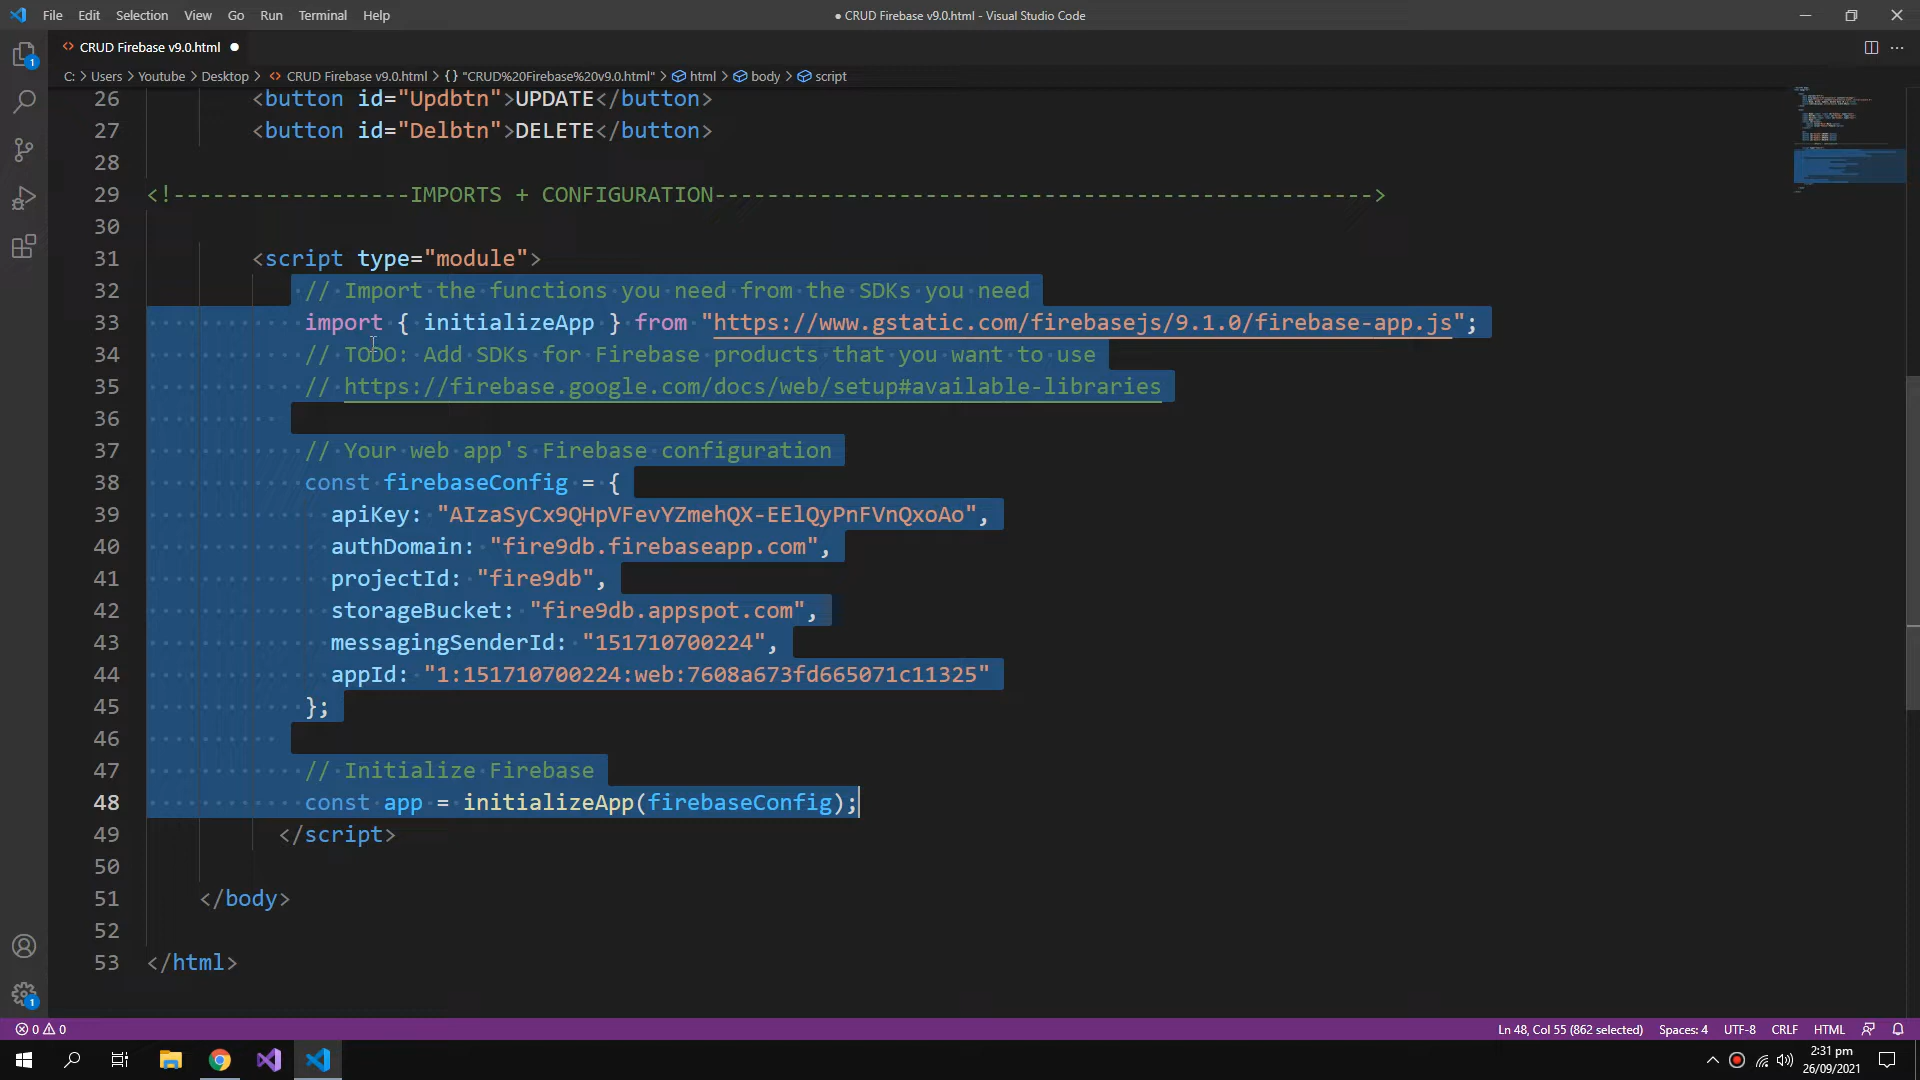 File Edit Selection View Go Run Terminal Help
● CRUD Firebase v9.0.html - Visual Studio Code
<> CRUD Firebase v9.0.html ●
C: > Users > Youtube > Desktop > <> CRUD Firebase v9.0.html > {} "CRUD%20Firebase%20v9.0.html" > html > body > script
26 <button id="Updbtn">UPDATE</button>
27 <button id="Delbtn">DELETE</button>
28
29 <!------------------IMPORTS + CONFIGURATION-------------------------------------------------->
30
31 <script type="module">
32 // Import the functions you need from the SDKs you need
33 import { initializeApp } from "https://www.gstatic.com/firebasejs/9.1.0/firebase-app.js";
34 // TODO: Add SDKs for Firebase products that you want to use
35 // https://firebase.google.com/docs/web/setup#available-libraries
36
37 // Your web app's Firebase configuration
38 const firebaseConfig = {
39 apiKey: "AIzaSyCx9QHpVFevYZmehQX-EElQyPnFVnQxoAo",
40 authDomain: "fire9db.firebaseapp.com",
41 projectId: "fire9db",
42 storageBucket: "fire9db.appspot.com",
43 messagingSenderId: "151710700224",
44 appId: "1:151710700224:web:7608a673fd665071c11325"
45 };
46
47 // Initialize Firebase
48 const app = initializeApp(firebaseConfig);
49 </script>
50
51 </body>
52
53 </html>
1
1
0 0
Ln 48, Col 55 (862 selected) Spaces: 4 UTF-8 CRLF HTML
2:31 pm
26/09/2021